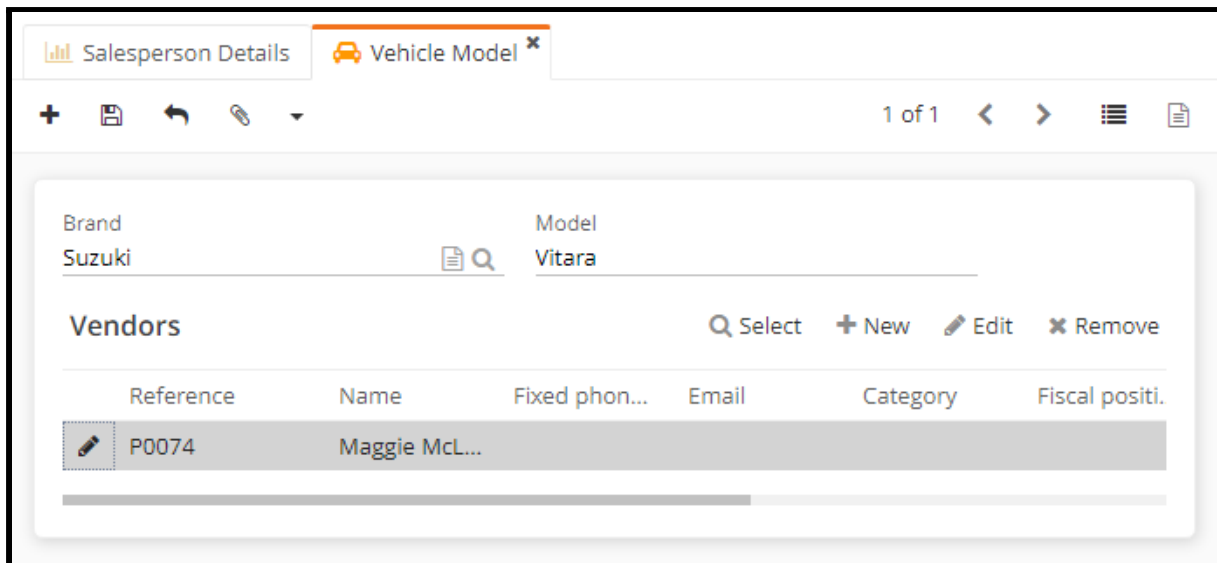 Salesperson Details Vehicle Model
1 of 1
Brand Model
Suzuki Vitara
Vendors Select New Edit Remove
Reference Name Fixed phon... Email Category Fiscal positi.
P0074 Maggie McL...